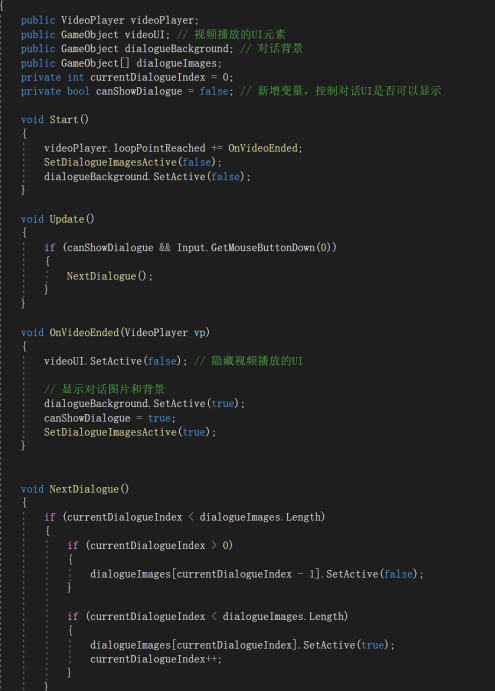 {
public VideoPlayer videoPlayer;
public GameObject videoUI; // 视频播放的UI元素
public GameObject dialogueBackground; // 对话背景
public GameObject[] dialogueImages;
private int currentDialogueIndex = 0;
private bool canShowDialogue = false; // 新增变量，控制对话UI是否可以显示
void Start()
{
videoPlayer.loopPointReached += OnVideoEnded;
SetDialogueImagesActive(false);
dialogueBackground.SetActive(false);
}
void Update()
{
if (canShowDialogue && Input.GetMouseButtonDown(0))
{
NextDialogue();
}
}
void OnVideoEnded(VideoPlayer vp)
{
videoUI.SetActive(false); // 隐藏视频播放的UI
// 显示对话图片和背景
dialogueBackground.SetActive(true);
canShowDialogue = true;
SetDialogueImagesActive(true);
}
void NextDialogue()
{
if (currentDialogueIndex < dialogueImages.Length)
{
if (currentDialogueIndex > 0)
{
dialogueImages[currentDialogueIndex - 1].SetActive(false);
}
if (currentDialogueIndex < dialogueImages.Length)
{
dialogueImages[currentDialogueIndex].SetActive(true);
currentDialogueIndex++;
}
}